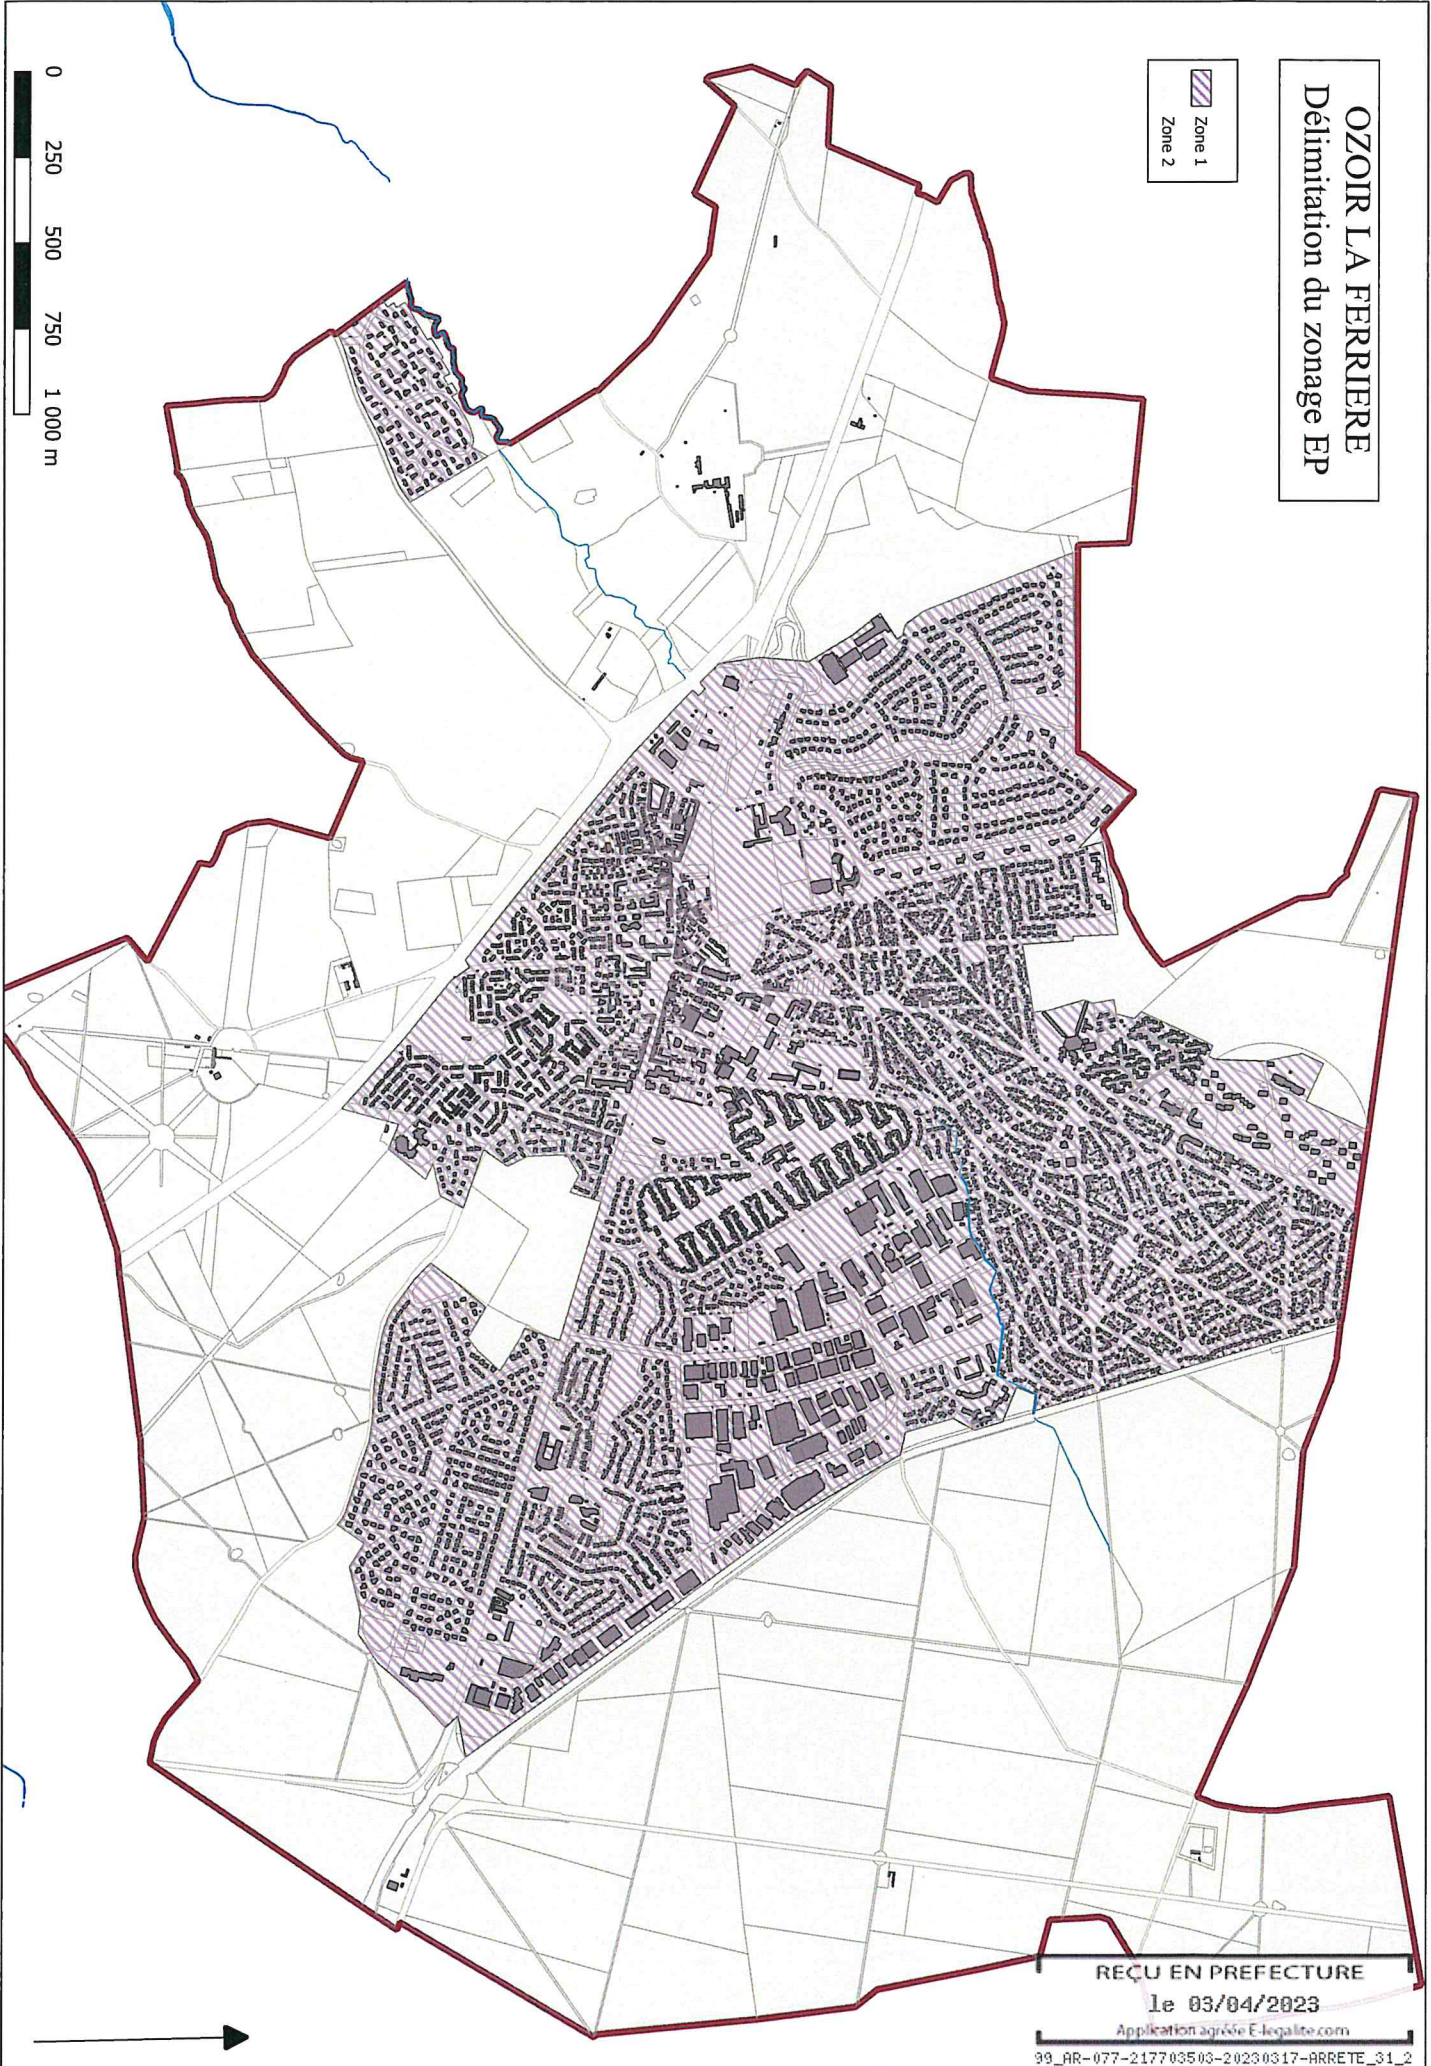 OZOIR LA FERRIERE
Délimitation du zonage EP
Zone 1
Zone 2
0 250 500 750 1 000 m
REÇU EN PREFECTURE
le 03/04/2023
Application agréée E-legalite.com
99_AR-077-217703503-20230317-ARRETE_31_2